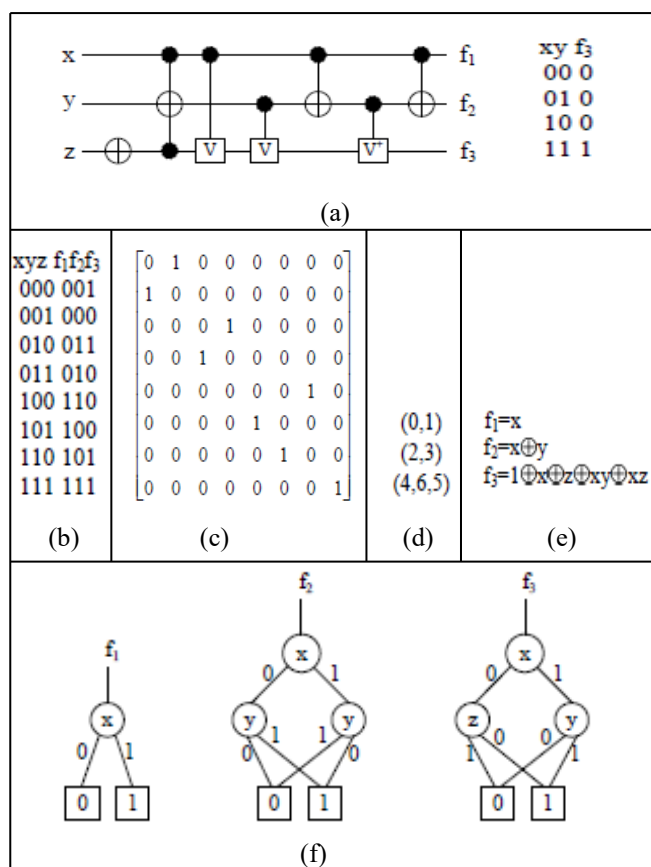 x f₁ xy f₃
00 0
y f₂ 01 0
10 0
z V V V⁺ f₃ 11 1
(a)
xyz f₁f₂f₃
000 001
001 000
010 011
011 010
100 110
101 100
110 101
111 111
(b)
0 1 0 0 0 0 0 0
1 0 0 0 0 0 0 0
0 0 0 1 0 0 0 0
0 0 1 0 0 0 0 0
0 0 0 0 0 0 1 0
0 0 0 0 1 0 0 0
0 0 0 0 0 1 0 0
0 0 0 0 0 0 0 1
(c)
(0,1)
(2,3)
(4,6,5)
(d)
f₁=x
f₂=x⊕y
f₃=1⊕x⊕z⊕xy⊕xz
(e)
f₁
x
0 1
0 1
f₂
x
0 1
y y
0 1 1 0
0 1
f₃
x
0 1
z y
1 0 0 1
0 1
(f)